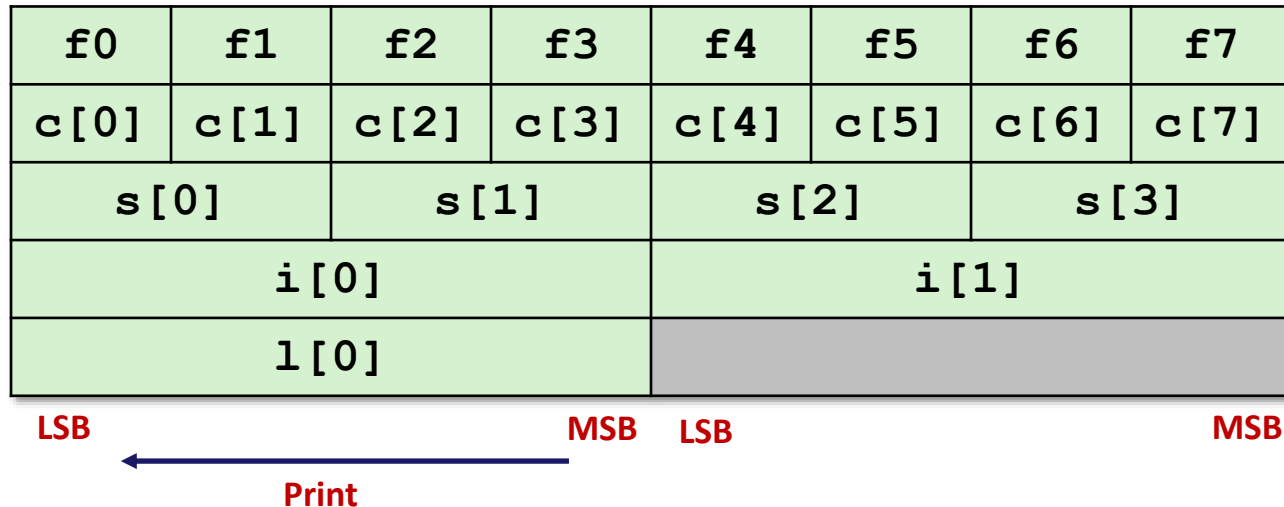 f0 f1 f2 f3 f4 f5 f6 f7
c[0] c[1] c[2] c[3] c[4] c[5] c[6] c[7]
s[0] s[1] s[2] s[3]
i[0] i[1]
l[0]
LSB MSB LSB MSB
Print